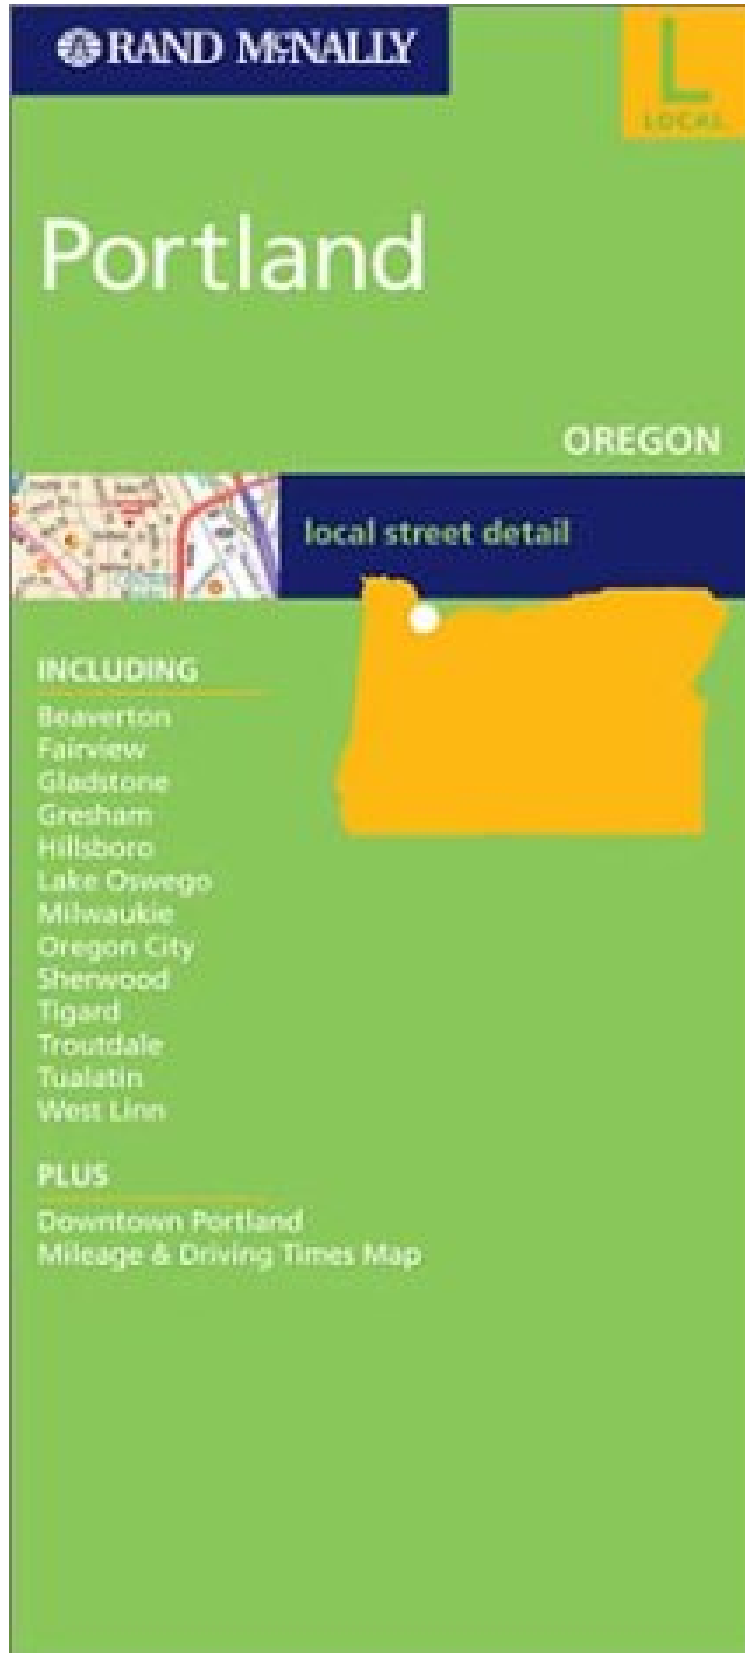 RAND McNALLY
L
LOCAL
Portland
OREGON
local street detail
INCLUDING
Beaverton
Fairview
Gladstone
Gresham
Hillsboro
Lake Oswego
Milwaukie
Oregon City
Sherwood
Tigard
Troutdale
Tualatin
West Linn
PLUS
Downtown Portland
Mileage & Driving Times Map